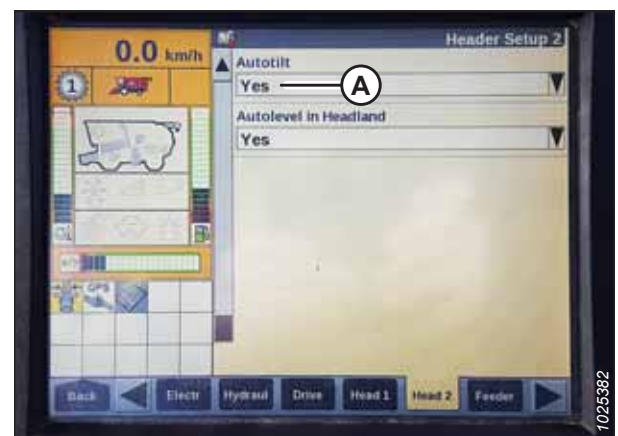 0.0 km/h
Header Setup 2
Autotilt
Yes
A
1
Autolevel in Headland
Yes
GPS
Back
Electr
Hydraul
Drive
Head 1
Head 2
Feeder
1025382